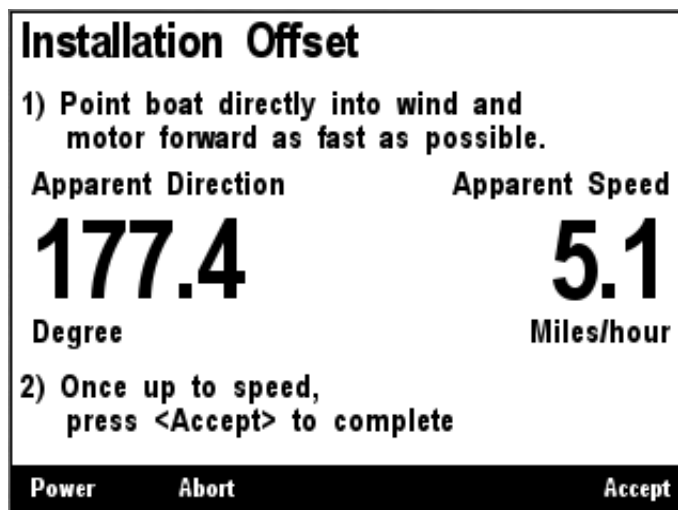 Installation Offset
1) Point boat directly into wind and
motor forward as fast as possible.
Apparent Direction Apparent Speed
177.4 5.1
Degree Miles/hour
2) Once up to speed,
press <Accept> to complete
Power Abort Accept